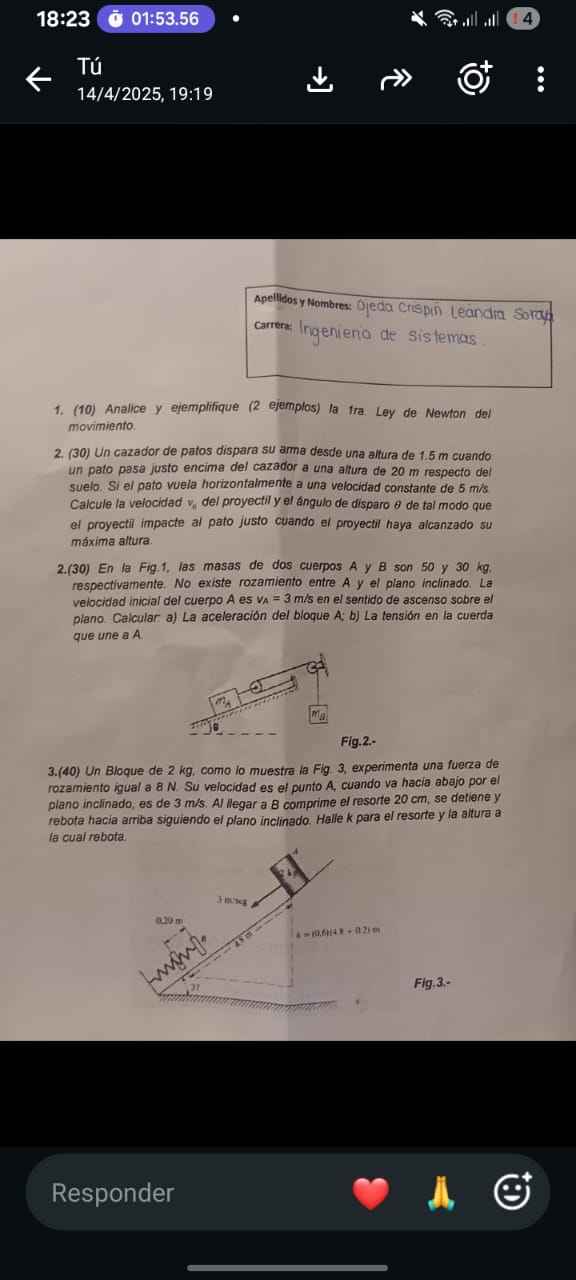 18:23 01:53.56 4
Tú
14/4/2025, 19:19
Apellidos y Nombres: Ojeda Crispin Leandra Soraya
Carrera: Ingenieria de sistemas.
1. (10) Analice y ejemplifique (2 ejemplos) la 1ra. Ley de Newton del
movimiento.
2. (30) Un cazador de patos dispara su arma desde una altura de 1.5 m cuando
un pato pasa justo encima del cazador a una altura de 20 m respecto del
suelo. Si el pato vuela horizontalmente a una velocidad constante de 5 m/s.
Calcule la velocidad v₀ del proyectil y el ángulo de disparo θ de tal modo que
el proyectil impacte al pato justo cuando el proyectil haya alcanzado su
máxima altura.
2.(30) En la Fig.1, las masas de dos cuerpos A y B son 50 y 30 kg,
respectivamente. No existe rozamiento entre A y el plano inclinado. La
velocidad inicial del cuerpo A es vA = 3 m/s en el sentido de ascenso sobre el
plano. Calcular: a) La aceleración del bloque A; b) La tensión en la cuerda
que une a A.
mA
θ
mB
Fig.2.-
3.(40) Un Bloque de 2 kg, como lo muestra la Fig. 3, experimenta una fuerza de
rozamiento igual a 8 N. Su velocidad es el punto A, cuando va hacia abajo por el
plano inclinado, es de 3 m/s. Al llegar a B comprime el resorte 20 cm, se detiene y
rebota hacia arriba siguiendo el plano inclinado. Halle k para el resorte y la altura a
la cual rebota.
A
2 kg
3 m/seg
0,20 m
B
4,8 m
h = (0,6)(4.8 + 0.2) m
37
Fig.3.-
Responder